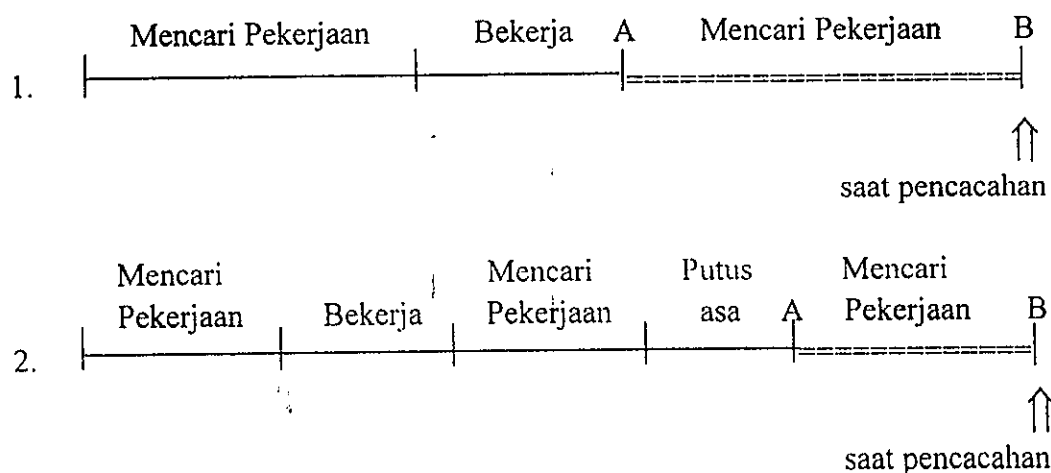 Mencari Pekerjaan Bekerja A Mencari Pekerjaan B
1.
saat pencacahan
Mencari Mencari Putus Mencari
Pekerjaan Bekerja Pekerjaan asa A Pekerjaan B
2.
saat pencacahan